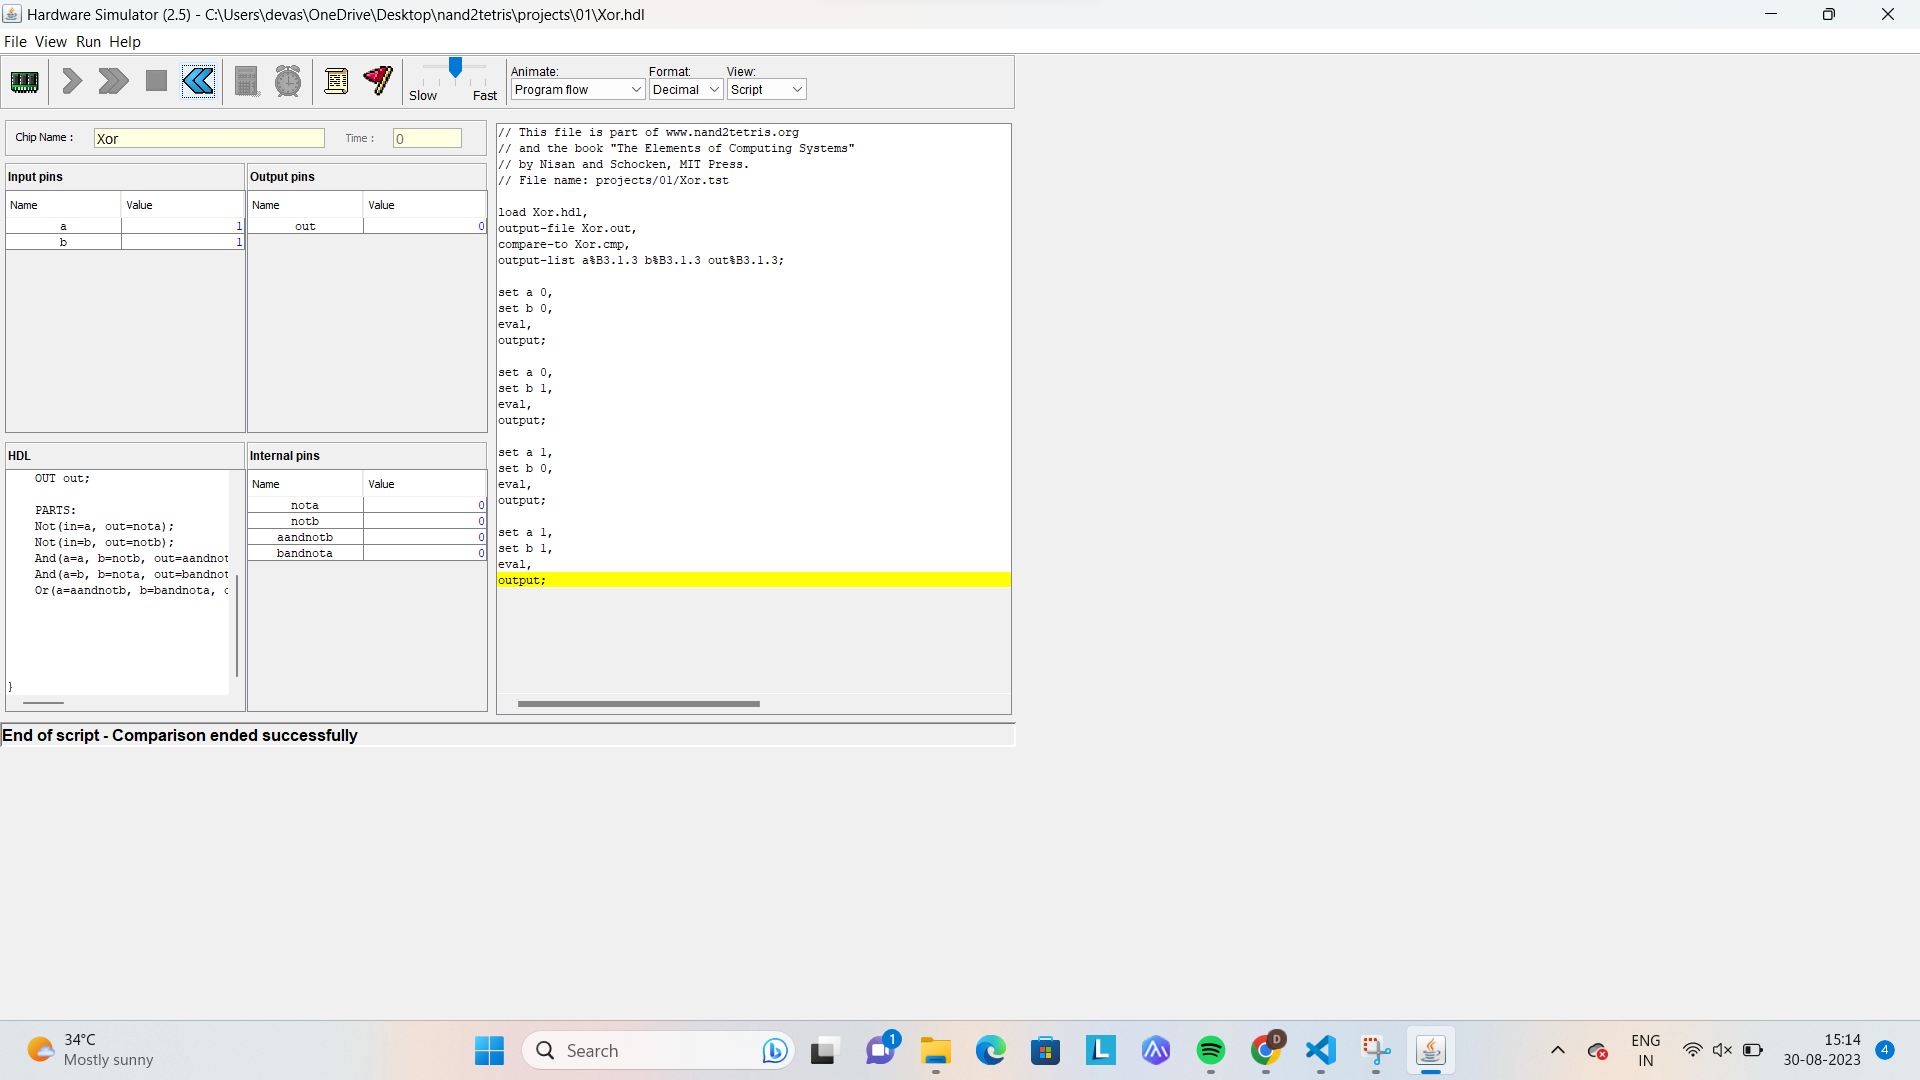 Hardware Simulator (2.5) - C:\Users\devas\OneDrive\Desktop\nand2tetris\projects\01\Xor.hdl
File View Run Help
Slow Fast
Animate: Format: View:
Program flow Decimal Script
Chip Name : Xor Time : 0
Input pins
Name Value
a 1
b 1
Output pins
Name Value
out 0
HDL
OUT out;
PARTS:
Not(in=a, out=nota);
Not(in=b, out=notb);
And(a=a, b=notb, out=aandnot
And(a=b, b=nota, out=bandnot
Or(a=aandnotb, b=bandnota, o
}
Internal pins
Name Value
nota 0
notb 0
aandnotb 0
bandnota 0
// This file is part of www.nand2tetris.org
// and the book "The Elements of Computing Systems"
// by Nisan and Schocken, MIT Press.
// File name: projects/01/Xor.tst
load Xor.hdl,
output-file Xor.out,
compare-to Xor.cmp,
output-list a%B3.1.3 b%B3.1.3 out%B3.1.3;
set a 0,
set b 0,
eval,
output;
set a 0,
set b 1,
eval,
output;
set a 1,
set b 0,
eval,
output;
set a 1,
set b 1,
eval,
output;
End of script - Comparison ended successfully
34°C
Mostly sunny
Search
1
L
D
ENG
IN
15:14
30-08-2023
4